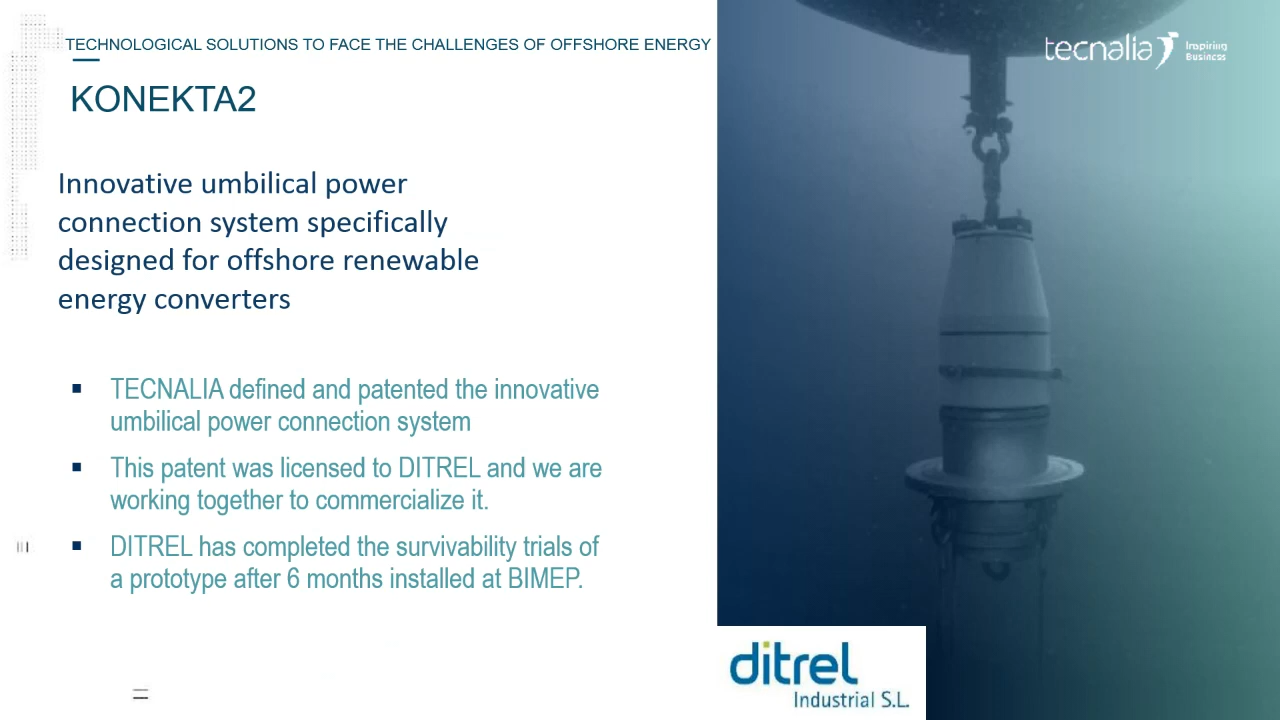 TECHNOLOGICAL SOLUTIONS TO FACE THE CHALLENGES OF OFFSHORE ENERGY
KONEKTA2
Innovative umbilical power
connection system specifically
designed for offshore renewable
energy converters
▪ TECNALIA defined and patented the innovative
umbilical power connection system
▪ This patent was licensed to DITREL and we are
working together to commercialize it.
▪ DITREL has completed the survivability trials of
a prototype after 6 months installed at BIMEP.
tecnalia
Inspiring
Business
ditrel
Industrial S.L.